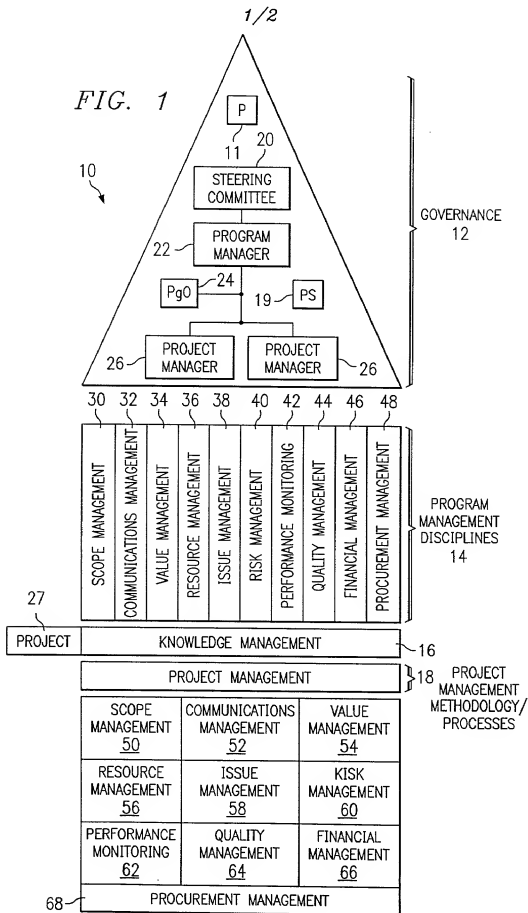 1/2
FIG. 1
P
11
20
10
STEERING
COMMITTEE
GOVERNANCE
12
22
PROGRAM
MANAGER
24
PgO
19
PS
26
PROJECT
MANAGER
PROJECT
MANAGER
26
30 32 34 36 38 40 42 44 46 48
SCOPE MANAGEMENT
COMMUNICATIONS MANAGEMENT
VALUE MANAGEMENT
RESOURCE MANAGEMENT
ISSUE MANAGEMENT
RISK MANAGEMENT
PERFORMANCE MONITORING
QUALITY MANAGEMENT
FINANCIAL MANAGEMENT
PROCUREMENT MANAGEMENT
PROGRAM
MANAGEMENT
DISCIPLINES
14
27
PROJECT
KNOWLEDGE MANAGEMENT
16
PROJECT MANAGEMENT
18
PROJECT
MANAGEMENT
METHODOLOGY/
PROCESSES
SCOPE
MANAGEMENT
50
COMMUNICATIONS
MANAGEMENT
52
VALUE
MANAGEMENT
54
RESOURCE
MANAGEMENT
56
ISSUE
MANAGEMENT
58
KISK
MANAGEMENT
60
PERFORMANCE
MONITORING
62
QUALITY
MANAGEMENT
64
FINANCIAL
MANAGEMENT
66
68
PROCUREMENT MANAGEMENT